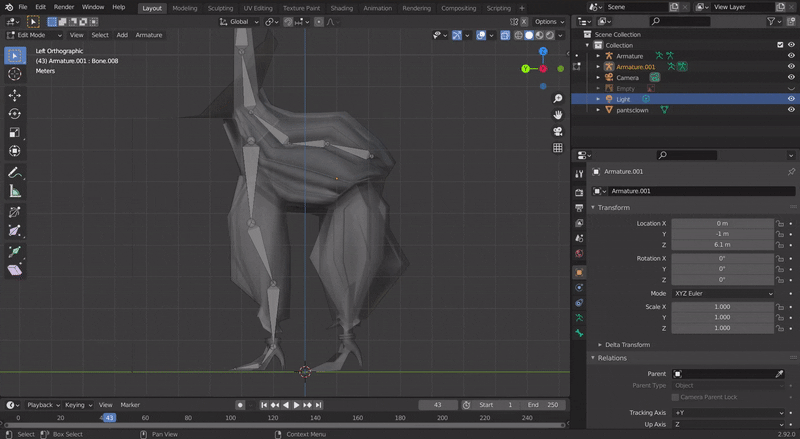 File Edit Render Window Help Layout Modeling Sculpting UV Editing Texture Paint Shading Animation Rendering Compositing Scripting Scene View Layer
Global Options
Edit Mode View Select Add Armature
Left Orthographic
(43) Armature.001 : Bone.008
Meters
Z
Y
Scene Collection
Collection
Armature
Armature.001
Camera
Empty
Light
pantsclown
Armature.001
Armature.001
Transform
Location X 0 m
Y -1 m
Z 6.1 m
Rotation X 0°
Y 0°
Z 0°
Mode XYZ Euler
Scale X 1.000
Y 1.000
Z 1.000
Delta Transform
Relations
Parent
Parent Type Object
Camera Parent Lock
Tracking Axis +Y
Up Axis Z
Playback Keying View Marker 43 Start 1 End 250
0 20 43 60 80 100 120 140 160 180 200 220 240
Select Box Select Pan View Context Menu 2.92.0